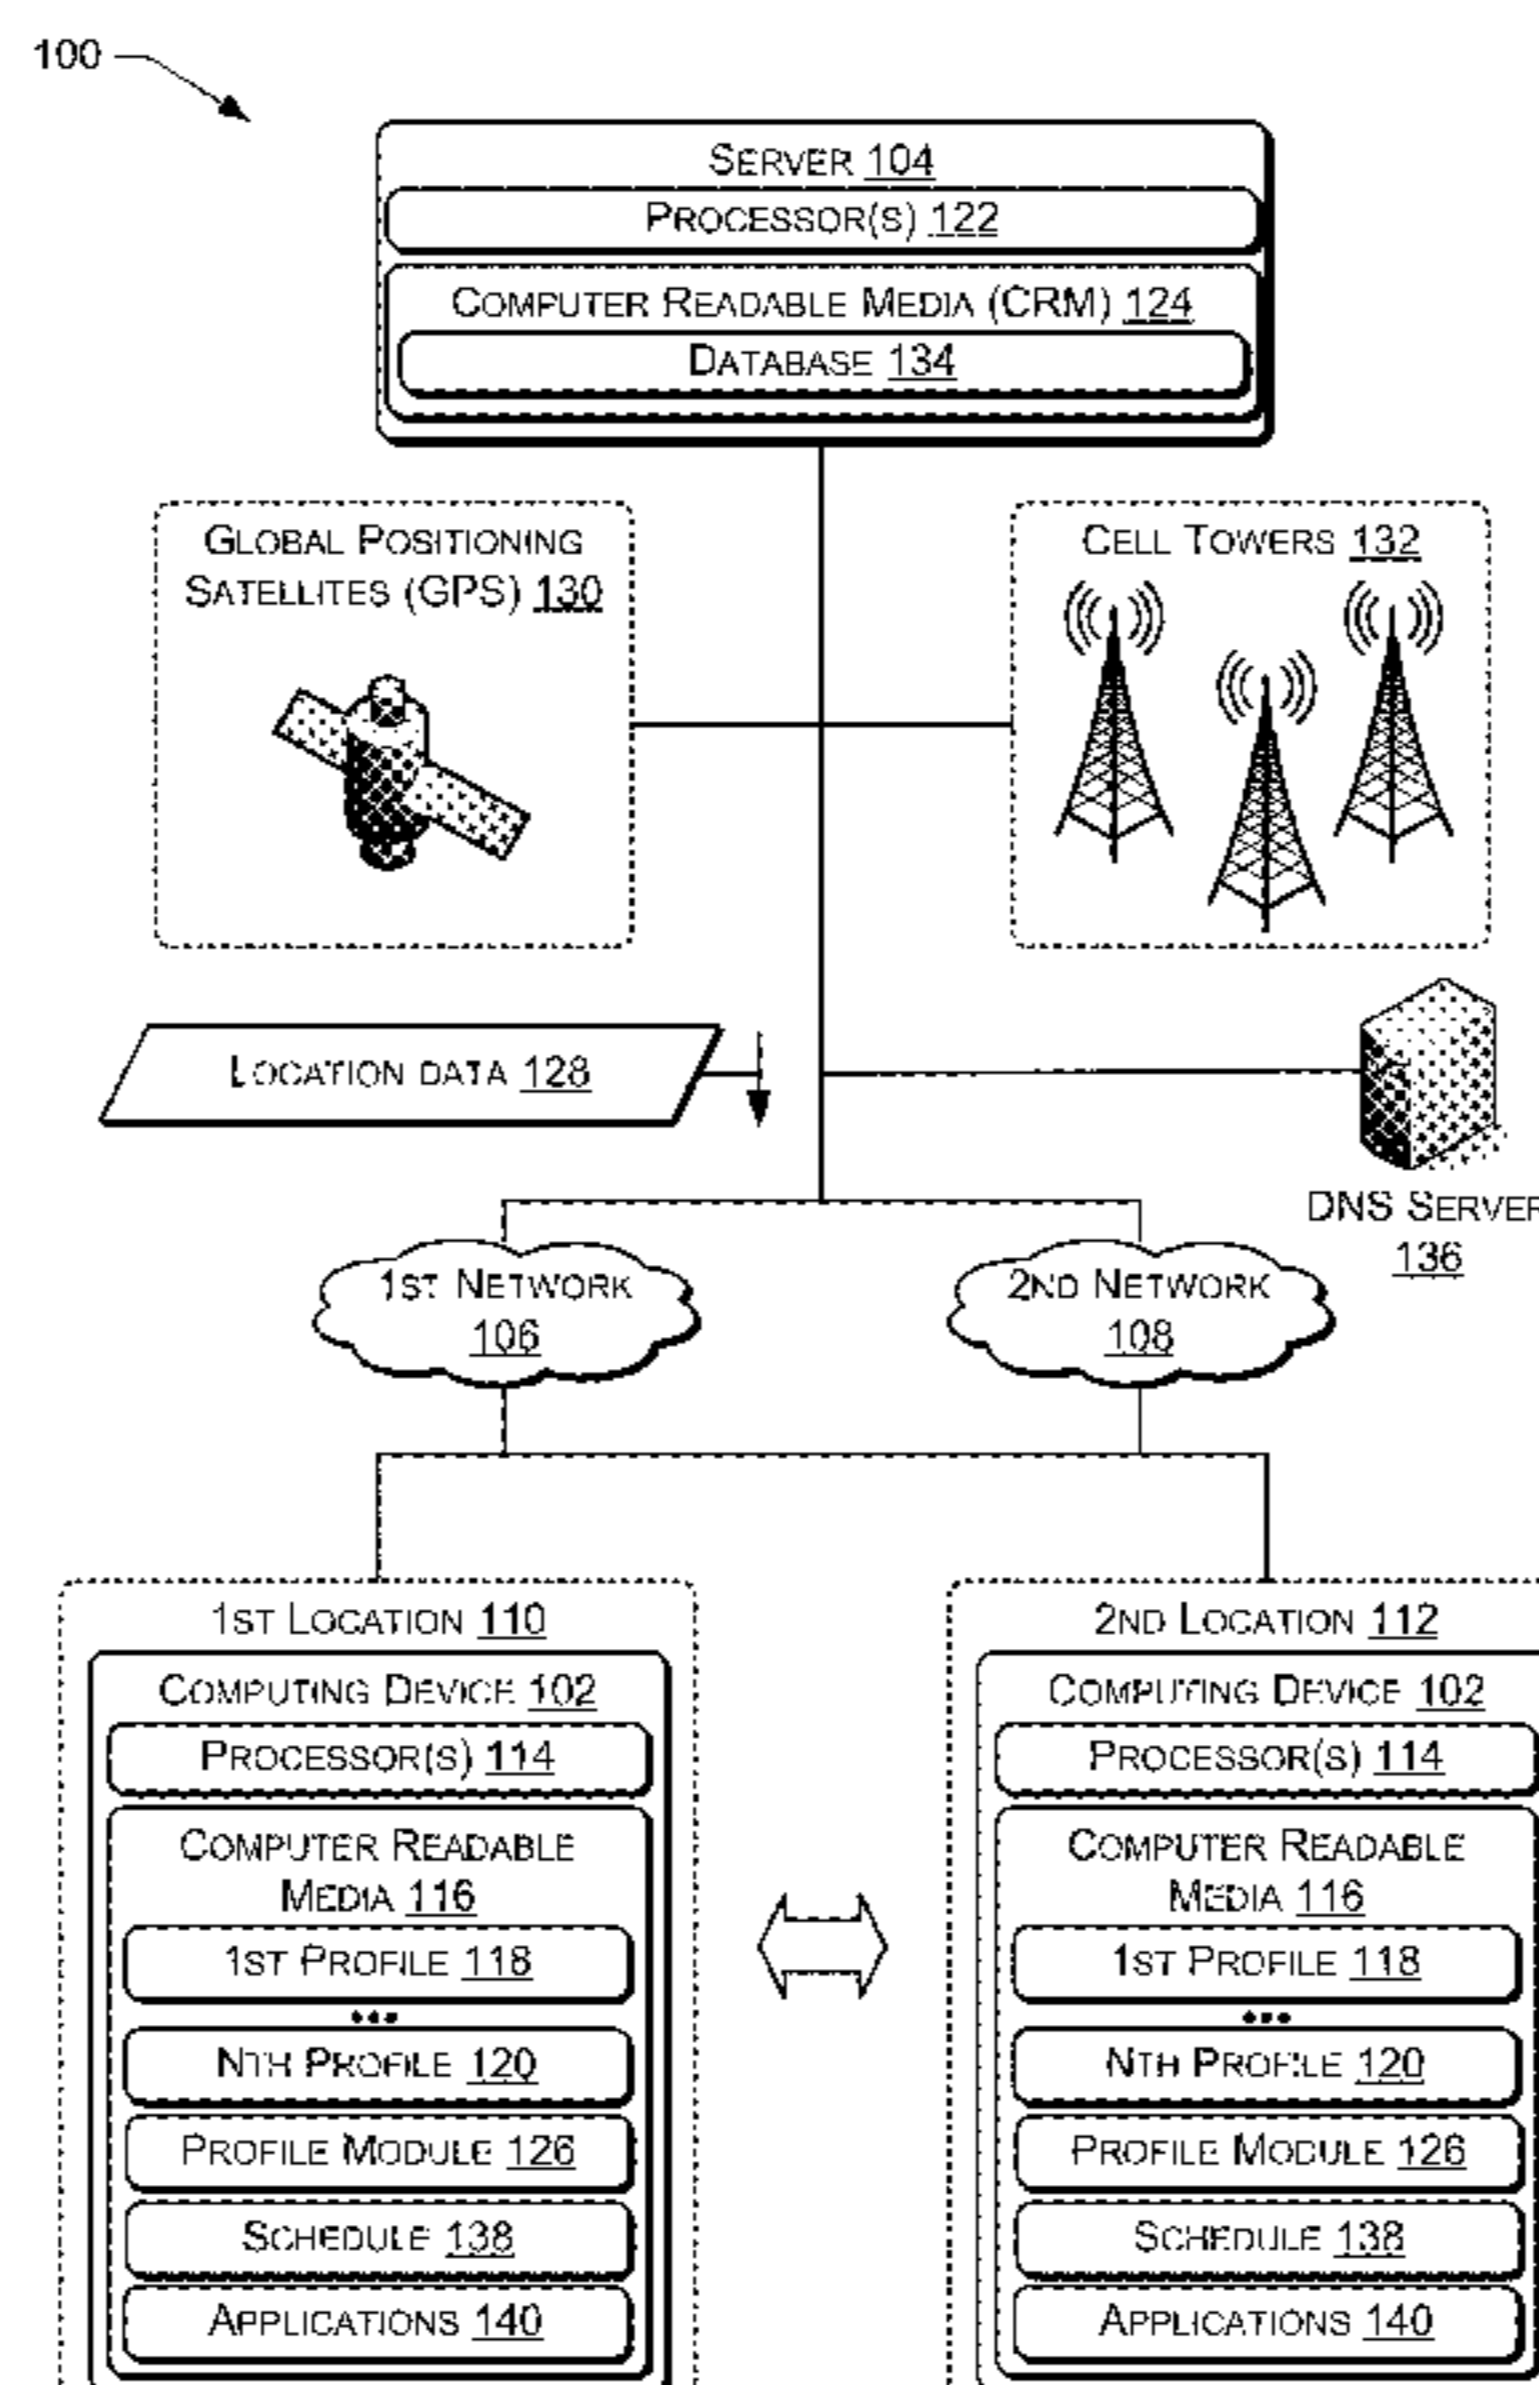 100
SERVER 104
PROCESSOR(S) 122
COMPUTER READABLE MEDIA (CRM) 124
DATABASE 134
GLOBAL POSITIONING
SATELLITES (GPS) 130
CELL TOWERS 132
LOCATION DATA 128
DNS SERVER
136
1ST NETWORK
106
2ND NETWORK
108
1ST LOCATION 110
COMPUTING DEVICE 102
PROCESSOR(S) 114
COMPUTER READABLE
MEDIA 116
1ST PROFILE 118
•••
NTH PROFILE 120
PROFILE MODULE 126
SCHEDULE 138
APPLICATIONS 140
2ND LOCATION 112
COMPUTING DEVICE 102
PROCESSOR(S) 114
COMPUTER READABLE
MEDIA 116
1ST PROFILE 118
•••
NTH PROFILE 120
PROFILE MODULE 126
SCHEDULE 138
APPLICATIONS 140